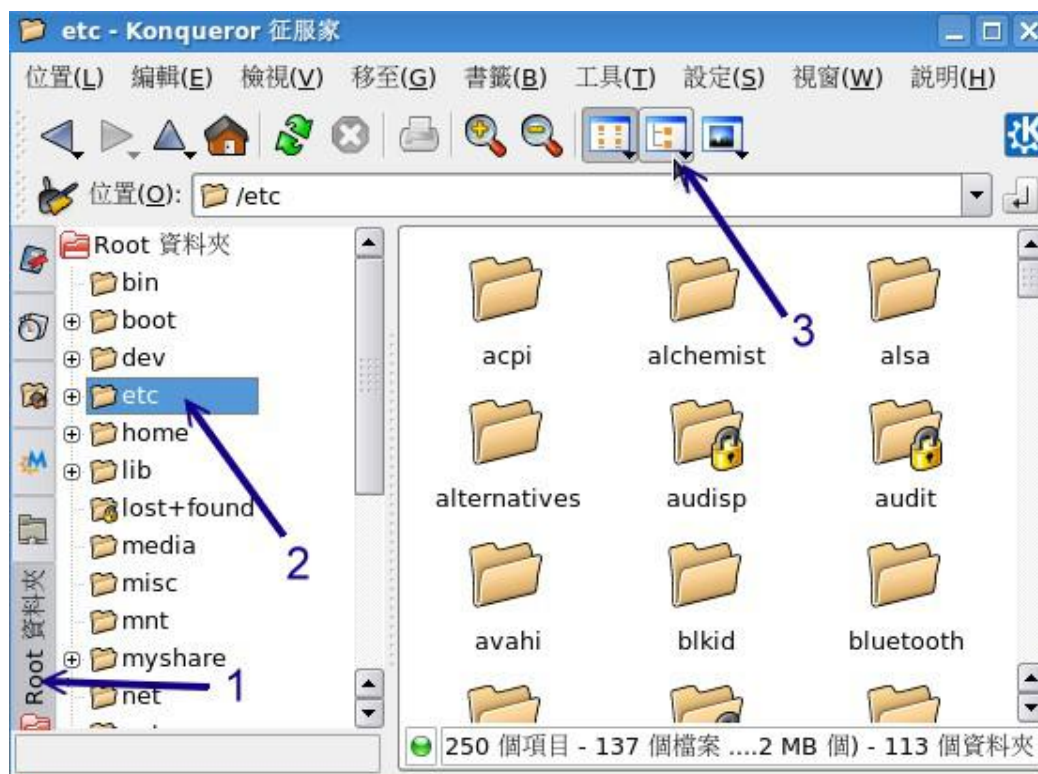 etc - Konqueror 征服家
位置(L) 編輯(E) 檢視(V) 移至(G) 書籤(B) 工具(T) 設定(S) 視窗(W) 說明(H)
位置(O): /etc
Root 資料夾
bin
boot
dev
etc
home
lib
lost+found
media
misc
mnt
myshare
net
Root 資料夾
1
2
3
acpi alchemist alsa
alternatives audisp audit
avahi blkid bluetooth
250 個項目 - 137 個檔案 ....2 MB 個) - 113 個資料夾